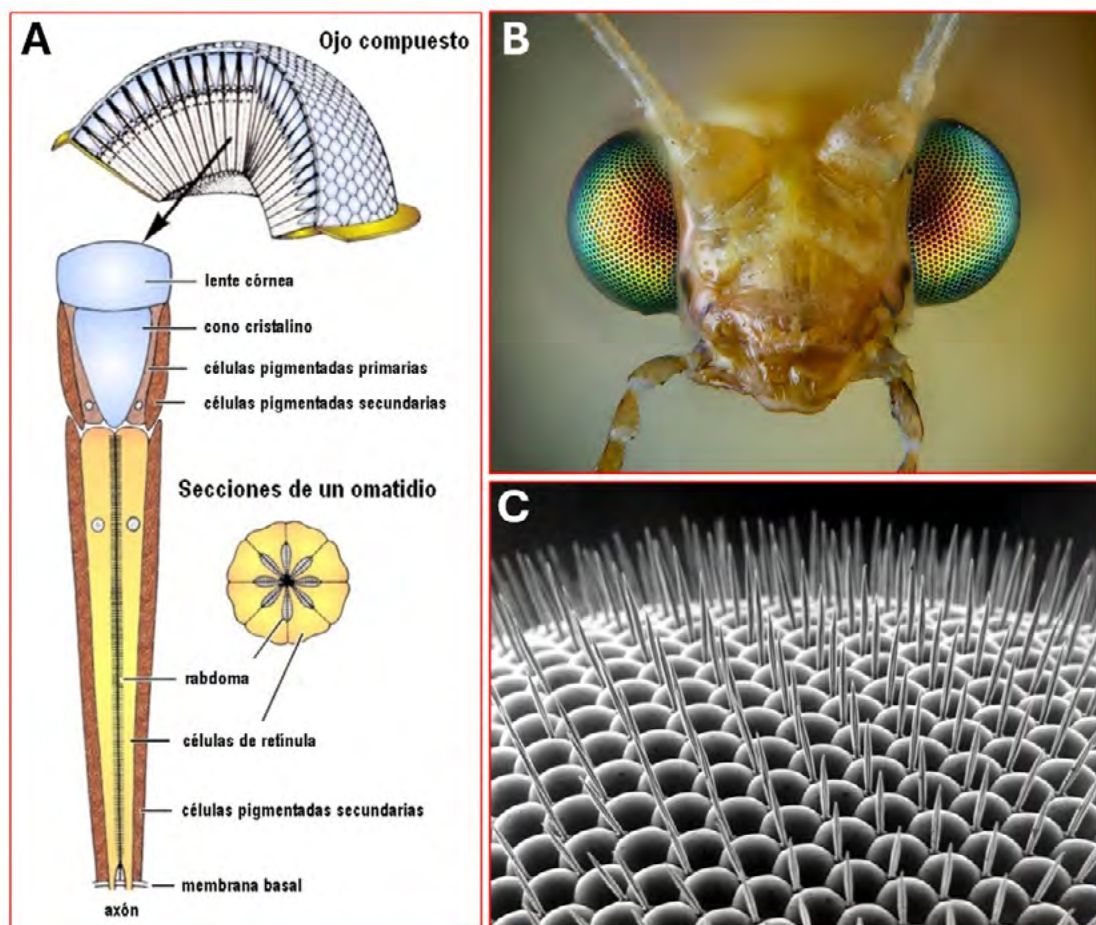 A
Ojo compuesto
lente córnea
cono cristalino
células pigmentadas primarias
células pigmentadas secundarias
Secciones de un omatidio
rabdoma
células de retínula
células pigmentadas secundarias
membrana basal
axón
B
C